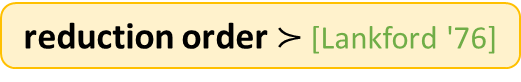 reduction order ≻ [Lankford '76]